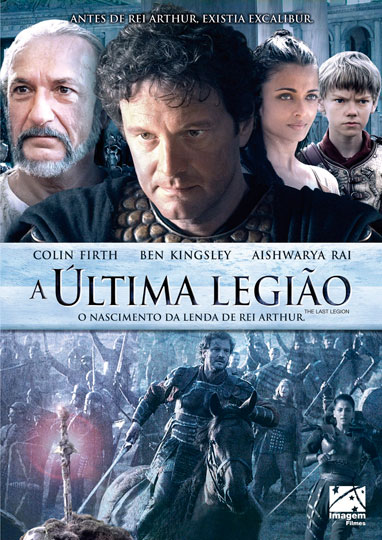 ANTES DE REI ARTHUR, EXISTIA EXCALIBUR.
COLIN FIRTH BEN KINGSLEY AISHWARYA RAI
A ÚLTIMA LEGIÃO
THE LAST LEGION
O NASCIMENTO DA LENDA DE REI ARTHUR.
Imagem
Filmes